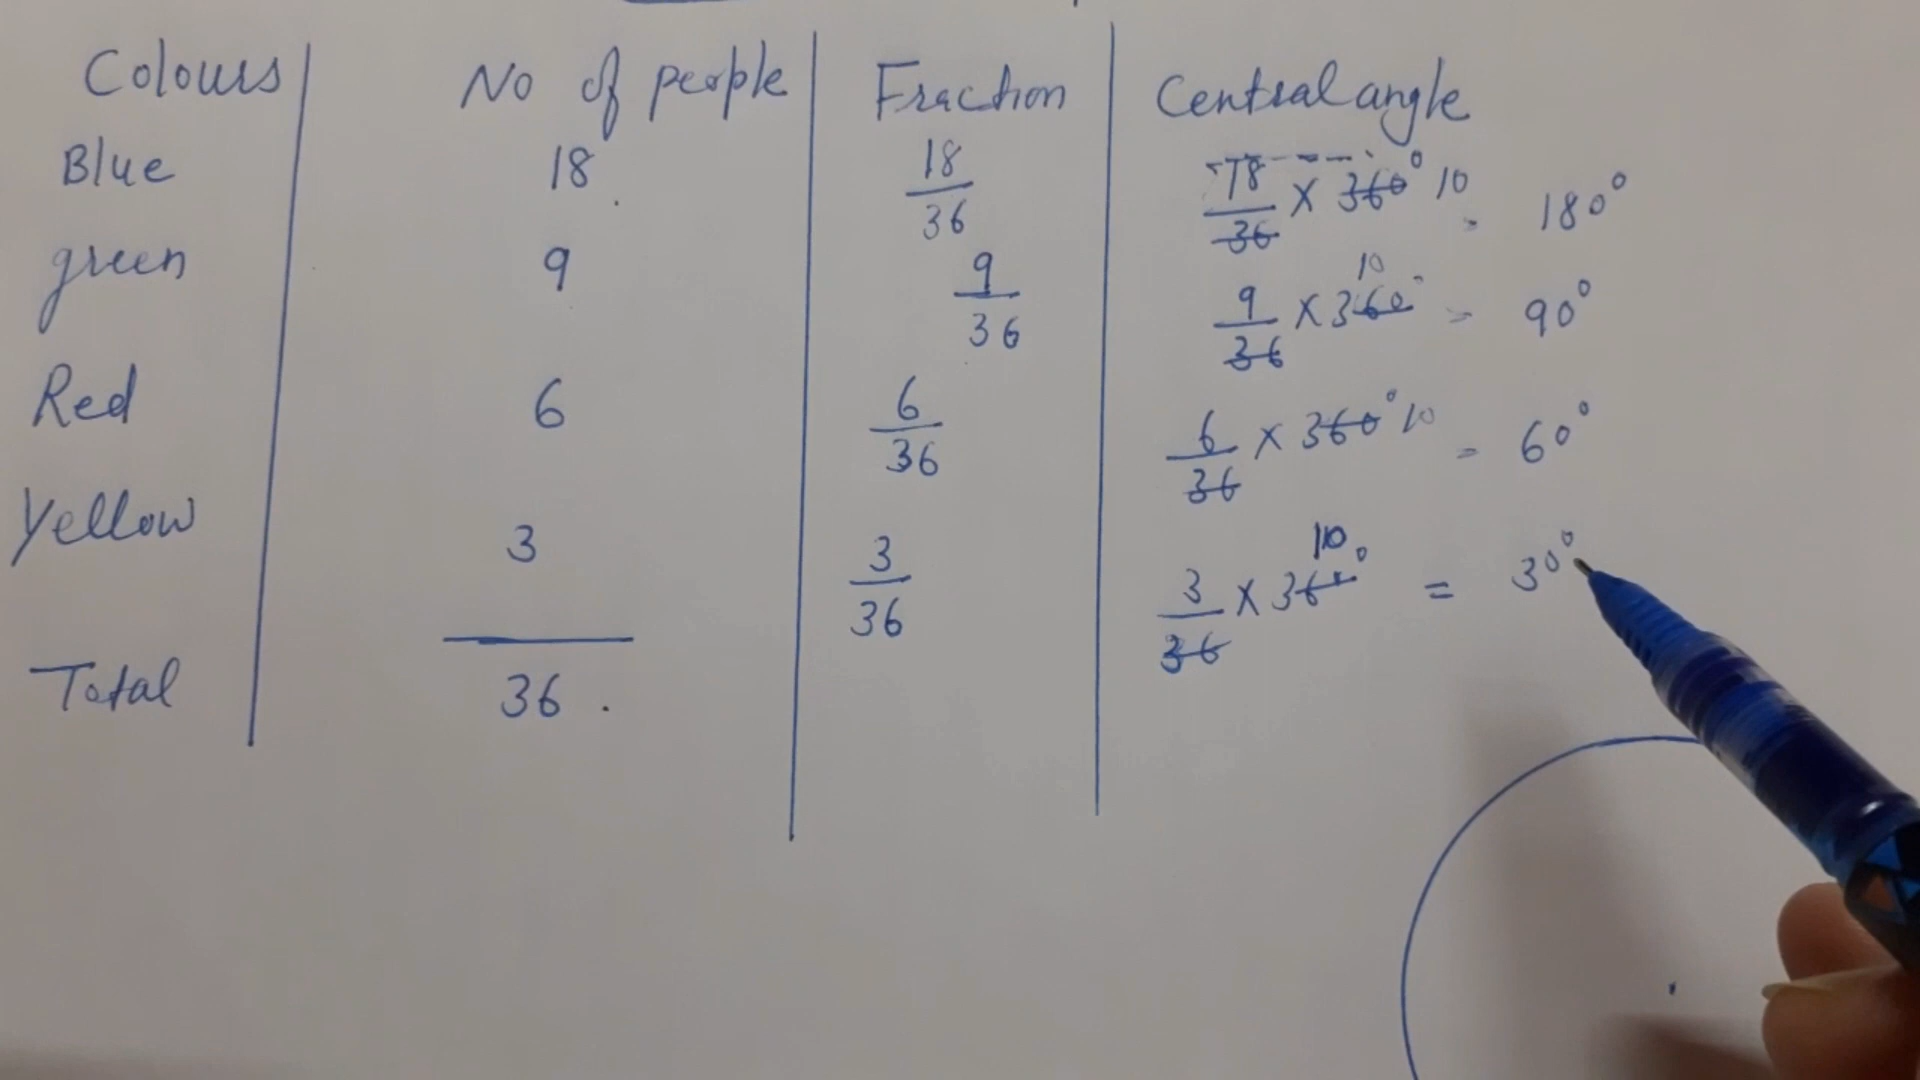 Colours No of people Fraction Central angle
Blue 18 18/36 18/36 X 360° 10 = 180°
green 9 9/36 9/36 X 360° 10 = 90°
Red 6 6/36 6/36 X 360° 10 = 60°
Yellow 3 3/36 3/36 X 360° 10 = 30°
Total 36